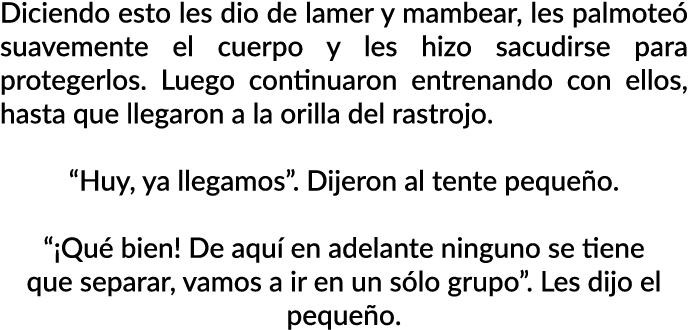 Diciendo esto les dio de lamer y mambear, les palmoteó
suavemente el cuerpo y les hizo sacudirse para
protegerlos. Luego continuaron entrenando con ellos,
hasta que llegaron a la orilla del rastrojo.
“Huy, ya llegamos”. Dijeron al tente pequeño.
“¡Qué bien! De aquí en adelante ninguno se tiene
que separar, vamos a ir en un sólo grupo”. Les dijo el
pequeño.